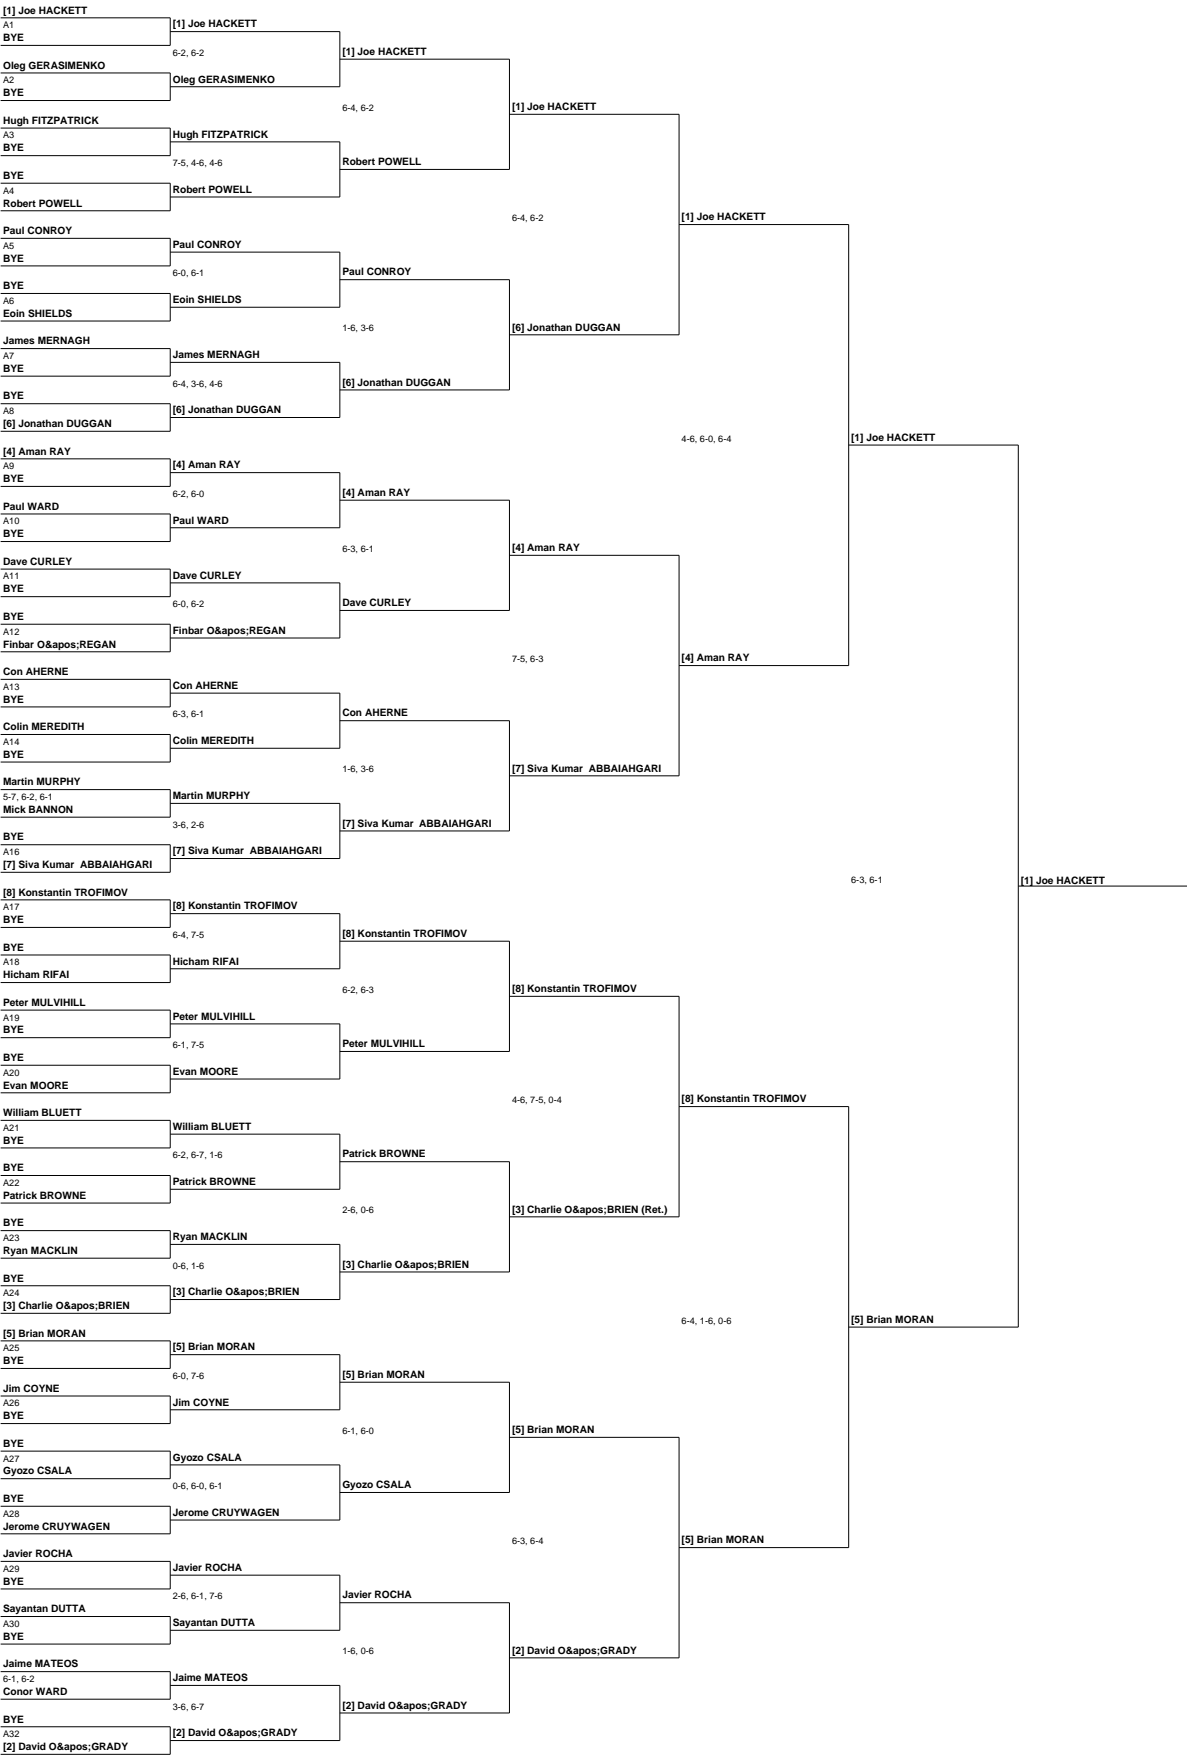 [1] Joe HACKETT
A1
BYE
Oleg GERASIMENKO
A2
BYE
Hugh FITZPATRICK
A3
BYE
BYE
A4
Robert POWELL
Paul CONROY
A5
BYE
BYE
A6
Eoin SHIELDS
James MERNAGH
A7
BYE
BYE
A8
[6] Jonathan DUGGAN
[4] Aman RAY
A9
BYE
Paul WARD
A10
BYE
Dave CURLEY
A11
BYE
BYE
A12
Finbar O&apos;REGAN
Con AHERNE
A13
BYE
Colin MEREDITH
A14
BYE
Martin MURPHY
5-7, 6-2, 6-1
Mick BANNON
BYE
A16
[7] Siva Kumar  ABBAIAHGARI
[8] Konstantin TROFIMOV
A17
BYE
BYE
A18
Hicham RIFAI
Peter MULVIHILL
A19
BYE
BYE
A20
Evan MOORE
William BLUETT
A21
BYE
BYE
A22
Patrick BROWNE
BYE
A23
Ryan MACKLIN
BYE
A24
[3] Charlie O&apos;BRIEN
[5] Brian MORAN
A25
BYE
Jim COYNE
A26
BYE
BYE
A27
Gyozo CSALA
BYE
A28
Jerome CRUYWAGEN
Javier ROCHA
A29
BYE
Sayantan DUTTA
A30
BYE
Jaime MATEOS
6-1, 6-2
Conor WARD
BYE
A32
[2] David O&apos;GRADY
[1] Joe HACKETT
6-2, 6-2
Oleg GERASIMENKO
Hugh FITZPATRICK
7-5, 4-6, 4-6
Robert POWELL
Paul CONROY
6-0, 6-1
Eoin SHIELDS
James MERNAGH
6-4, 3-6, 4-6
[6] Jonathan DUGGAN
[4] Aman RAY
6-2, 6-0
Paul WARD
Dave CURLEY
6-0, 6-2
Finbar O&apos;REGAN
Con AHERNE
6-3, 6-1
Colin MEREDITH
Martin MURPHY
3-6, 2-6
[7] Siva Kumar  ABBAIAHGARI
[8] Konstantin TROFIMOV
6-4, 7-5
Hicham RIFAI
Peter MULVIHILL
6-1, 7-5
Evan MOORE
William BLUETT
6-2, 6-7, 1-6
Patrick BROWNE
Ryan MACKLIN
0-6, 1-6
[3] Charlie O&apos;BRIEN
[5] Brian MORAN
6-0, 7-6
Jim COYNE
Gyozo CSALA
0-6, 6-0, 6-1
Jerome CRUYWAGEN
Javier ROCHA
2-6, 6-1, 7-6
Sayantan DUTTA
Jaime MATEOS
3-6, 6-7
[2] David O&apos;GRADY
[1] Joe HACKETT
6-4, 6-2
Robert POWELL
Paul CONROY
1-6, 3-6
[6] Jonathan DUGGAN
[4] Aman RAY
6-3, 6-1
Dave CURLEY
Con AHERNE
1-6, 3-6
[7] Siva Kumar  ABBAIAHGARI
[8] Konstantin TROFIMOV
6-2, 6-3
Peter MULVIHILL
Patrick BROWNE
2-6, 0-6
[3] Charlie O&apos;BRIEN
[5] Brian MORAN
6-1, 6-0
Gyozo CSALA
Javier ROCHA
1-6, 0-6
[2] David O&apos;GRADY
[1] Joe HACKETT
6-4, 6-2
[6] Jonathan DUGGAN
[4] Aman RAY
7-5, 6-3
[7] Siva Kumar  ABBAIAHGARI
[8] Konstantin TROFIMOV
4-6, 7-5, 0-4
[3] Charlie O&apos;BRIEN (Ret.)
[5] Brian MORAN
6-3, 6-4
[2] David O&apos;GRADY
[1] Joe HACKETT
4-6, 6-0, 6-4
[4] Aman RAY
[8] Konstantin TROFIMOV
6-4, 1-6, 0-6
[5] Brian MORAN
[1] Joe HACKETT
6-3, 6-1
[5] Brian MORAN
[1] Joe HACKETT